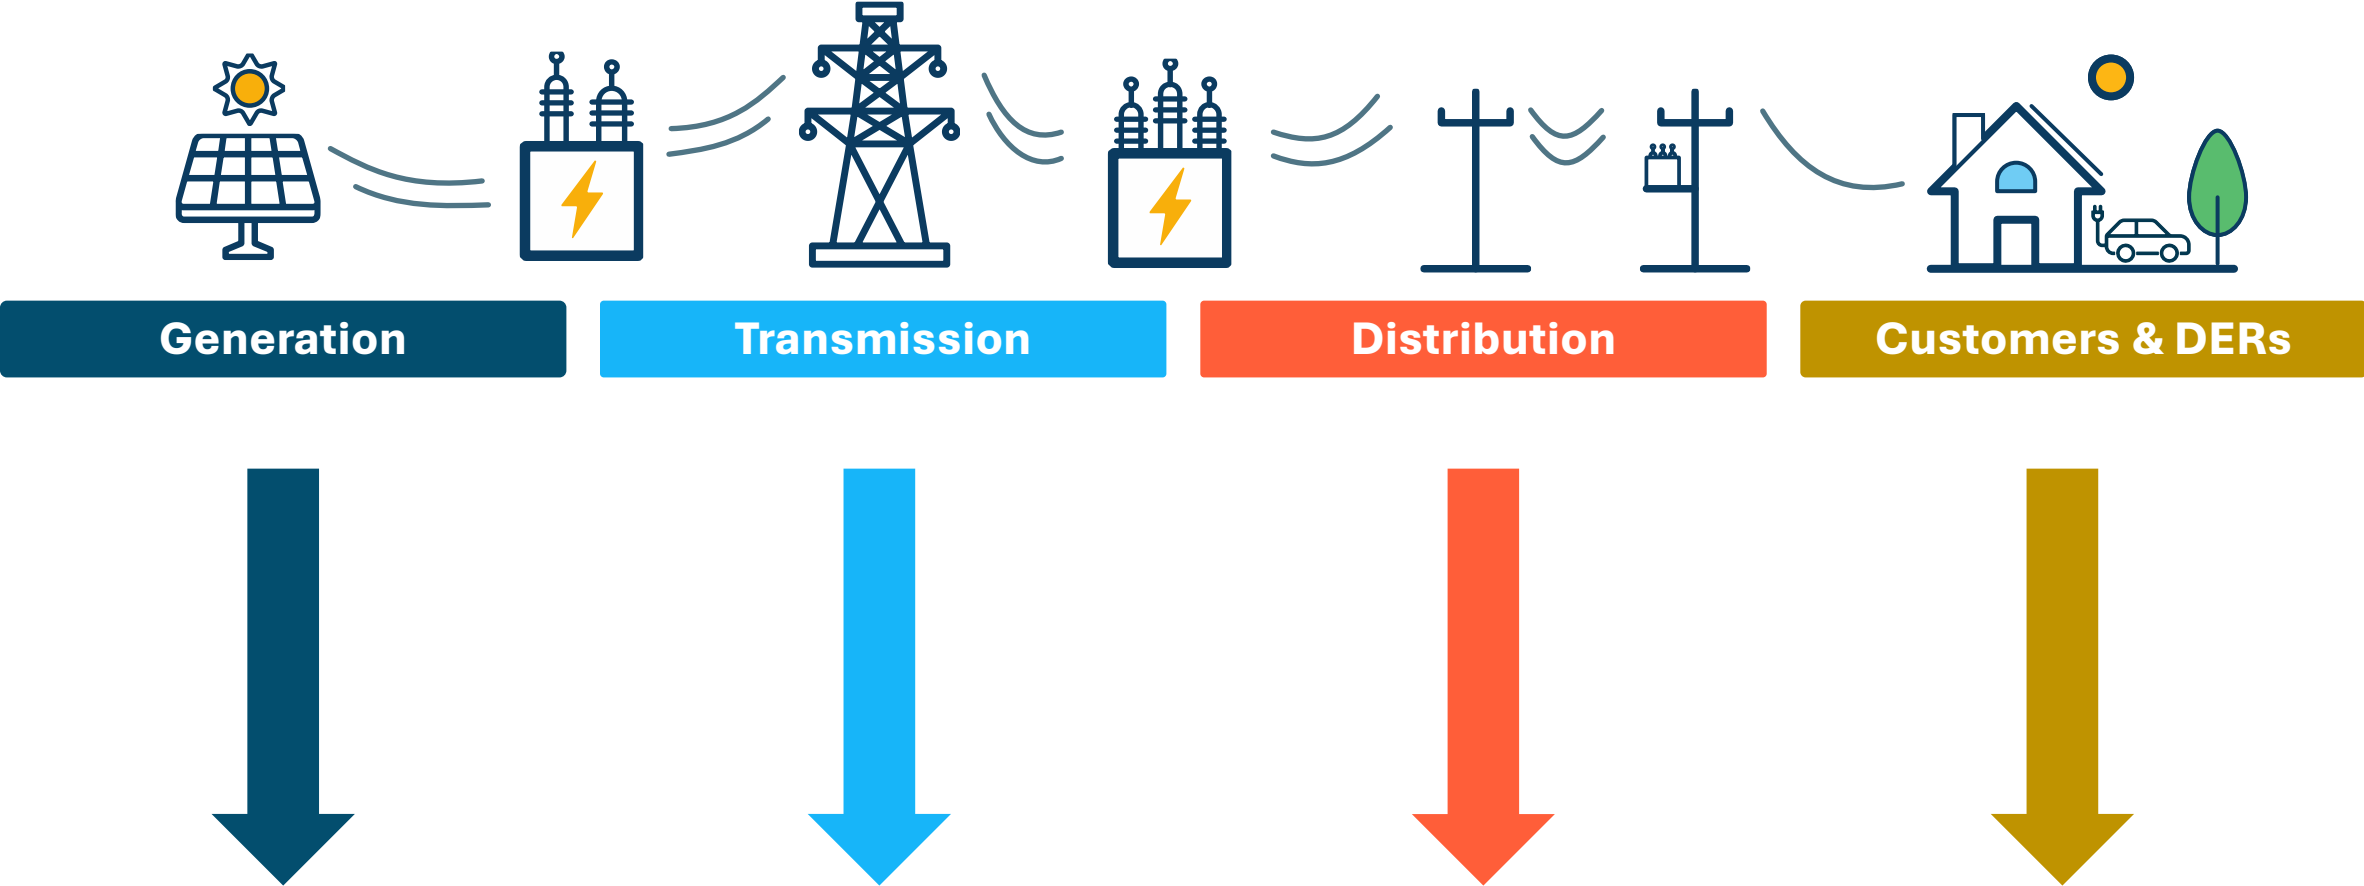 Generation
Transmission
Distribution
Customers & DERs